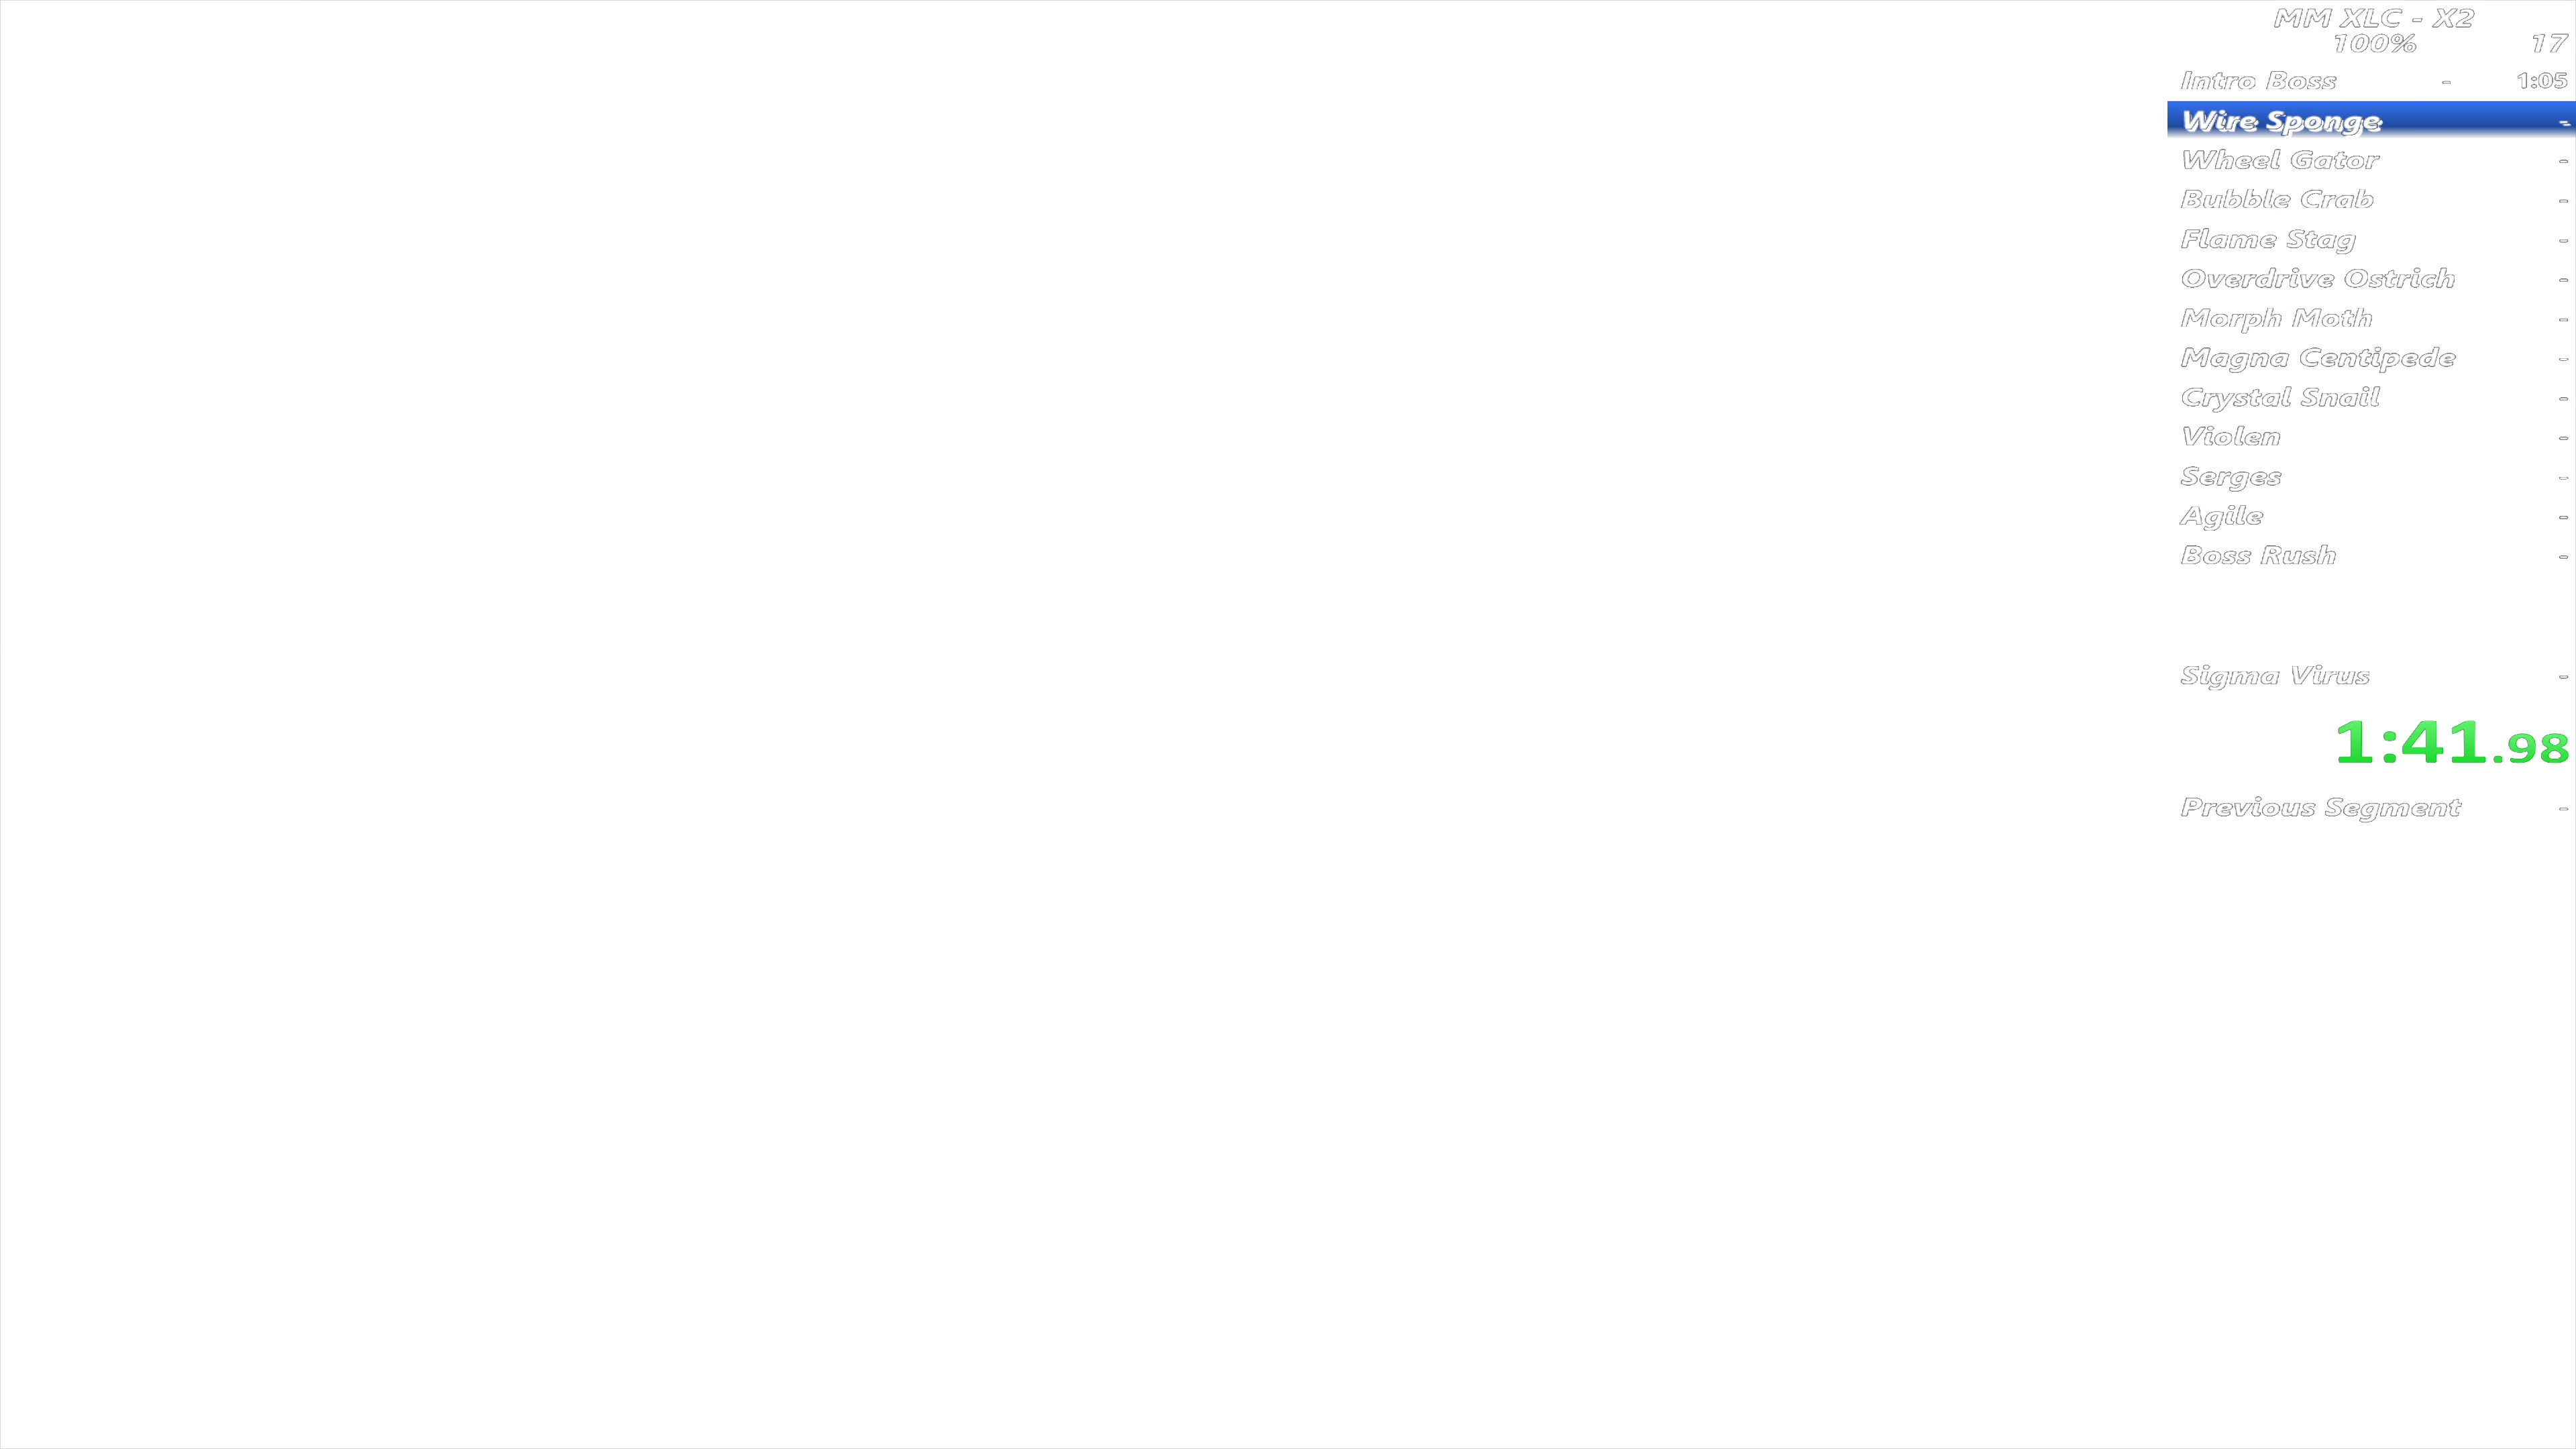 MM XLC - X2
100% 17
Intro Boss - 1:05
Wire Sponge -
Wheel Gator -
Bubble Crab -
Flame Stag -
Overdrive Ostrich -
Morph Moth -
Magna Centipede -
Crystal Snail -
Violen -
Serges -
Agile -
Boss Rush -
Sigma Virus -
1:41.98
Previous Segment -